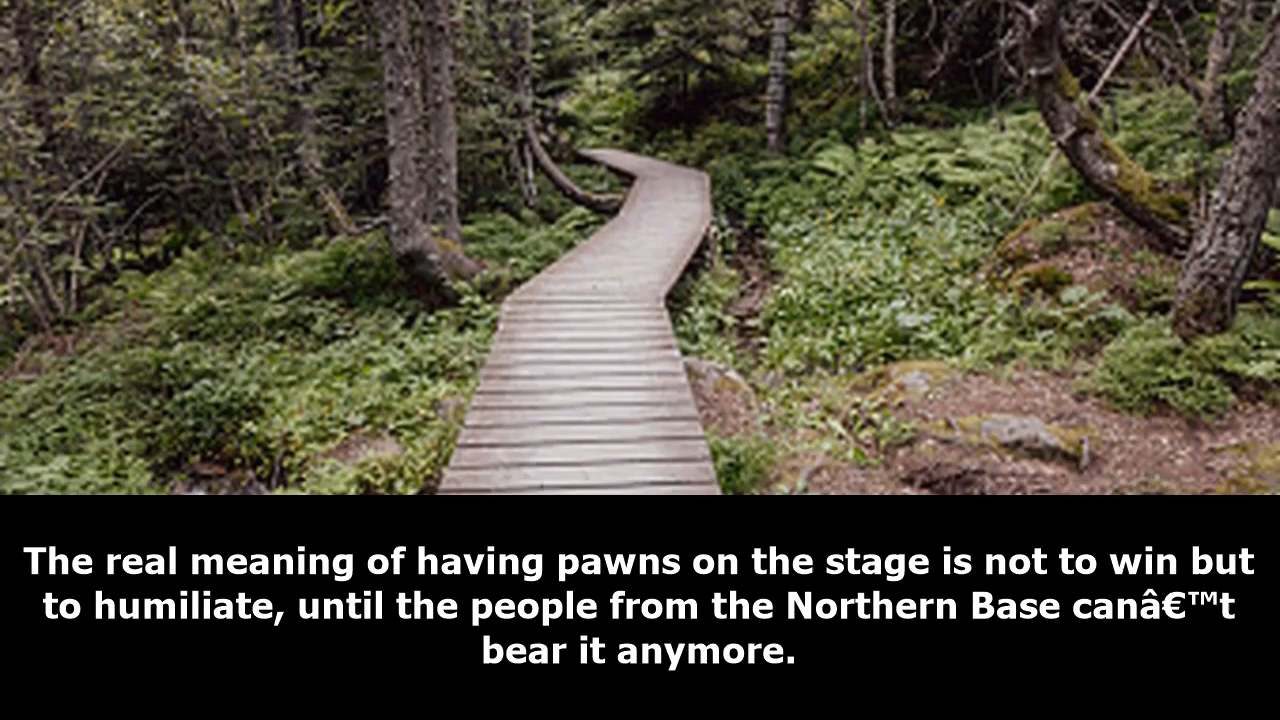 The real meaning of having pawns on the stage is not to win but
to humiliate, until the people from the Northern Base canâ€™t
bear it anymore.